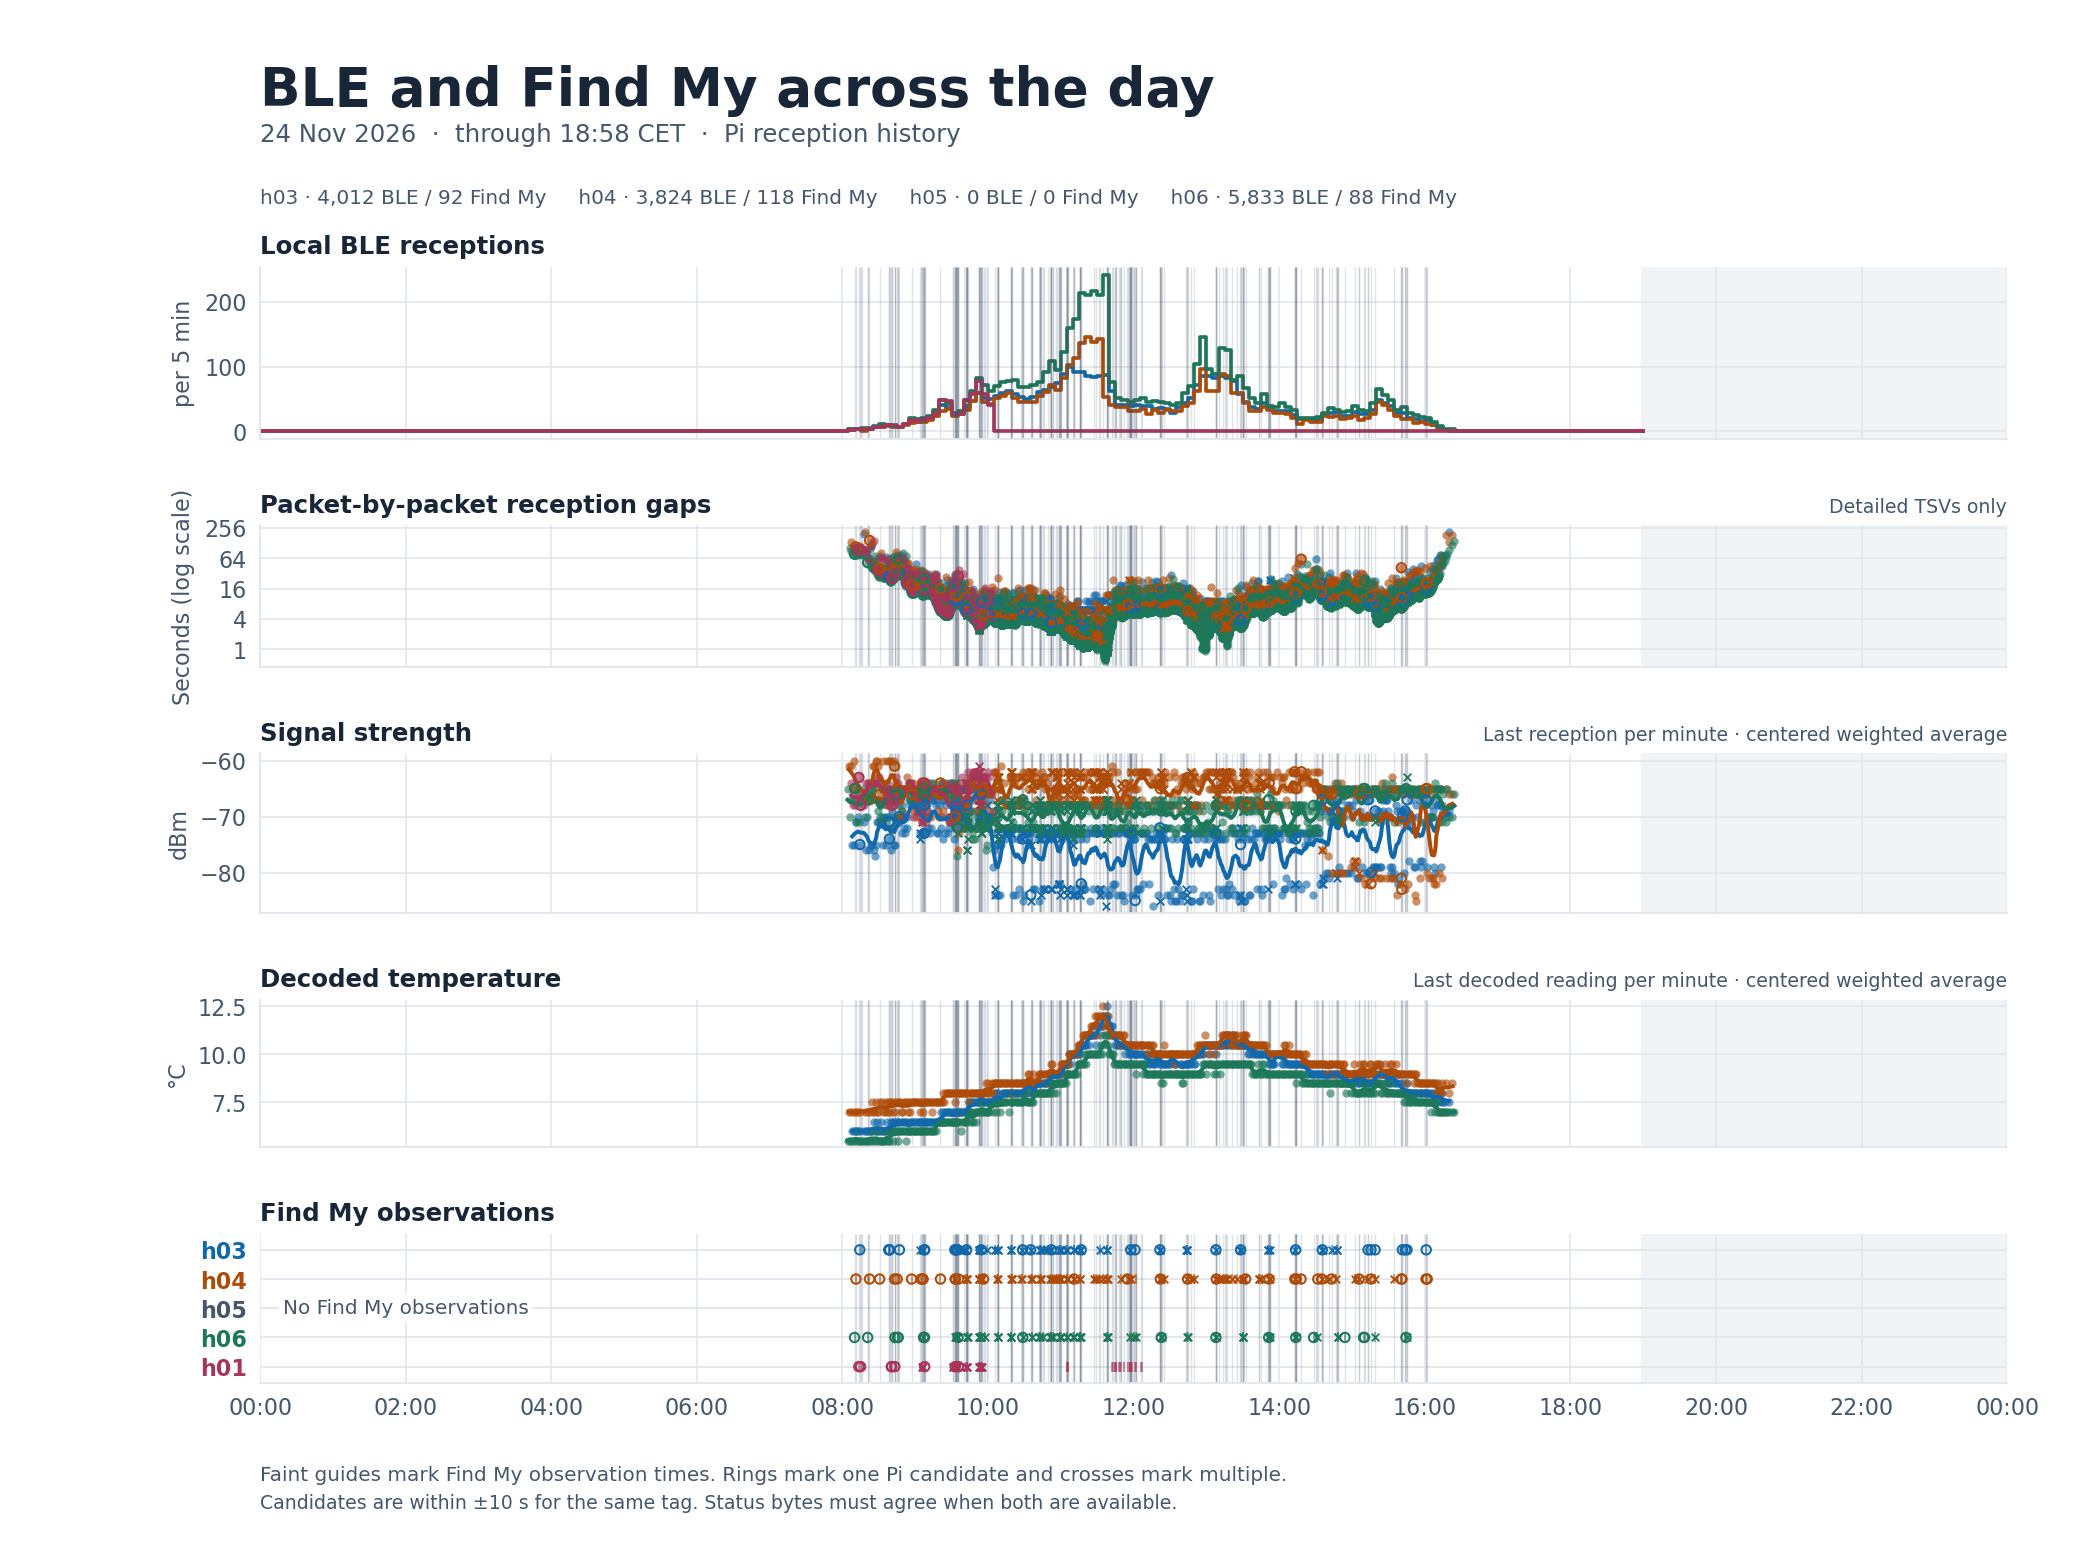 BLE and Find My across the day
24 Nov 2026 · through 18:58 CET · Pi reception history
h03 · 4,012 BLE / 92 Find My h04 · 3,824 BLE / 118 Find My h05 · 0 BLE / 0 Find My h06 · 5,833 BLE / 88 Find My
Local BLE receptions
per 5 min
200
100
0
Packet-by-packet reception gaps
Detailed TSVs only
Seconds (log scale)
256
64
16
4
1
Signal strength
Last reception per minute · centered weighted average
dBm
−60
−70
−80
Decoded temperature
Last decoded reading per minute · centered weighted average
°C
12.5
10.0
7.5
Find My observations
h03
h04
h05
No Find My observations
h06
h01
00:00 02:00 04:00 06:00 08:00 10:00 12:00 14:00 16:00 18:00 20:00 22:00 00:00
Faint guides mark Find My observation times. Rings mark one Pi candidate and crosses mark multiple.
Candidates are within ±10 s for the same tag. Status bytes must agree when both are available.